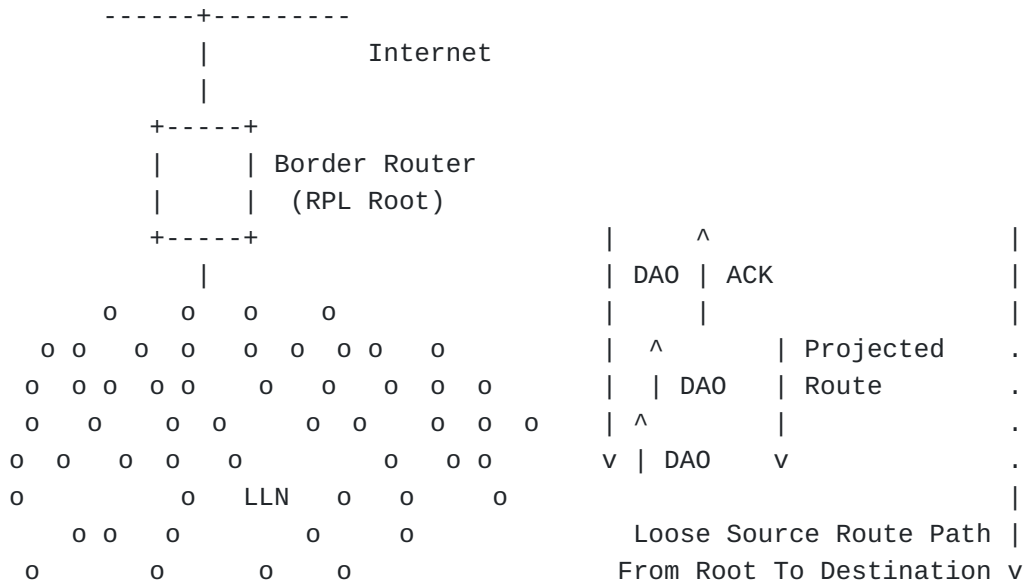 Internet
Border Router
(RPL Root)
DAO ACK
Projected
DAO Route
DAO
LLN
Loose Source Route Path
From Root To Destination